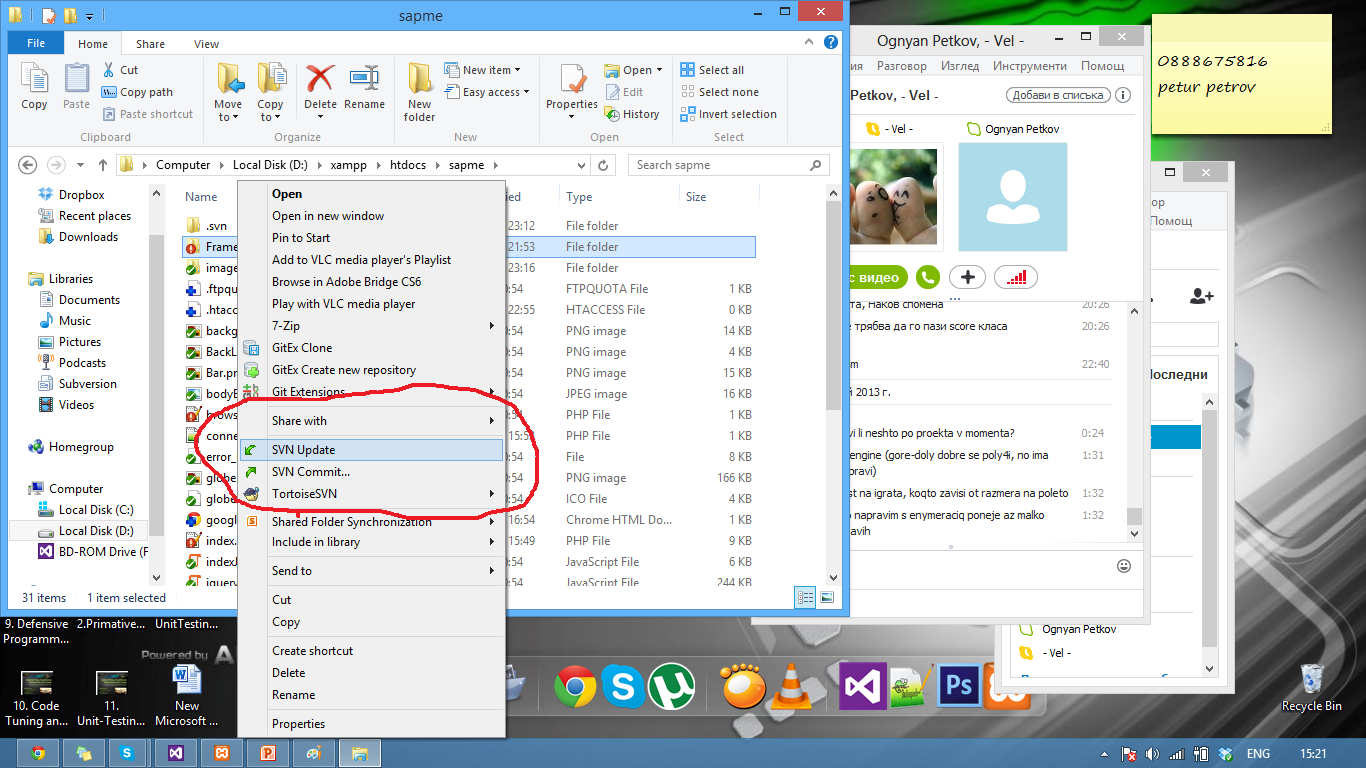 sapme
File Home Share View
Copy
Paste
Cut
Copy path
Paste shortcut
Clipboard
Move to
Copy to
Delete
Rename
Organize
New folder
New item
Easy access
New
Properties
Open
Edit
History
Open
Select all
Select none
Invert selection
Select
Computer Local Disk (D:) xampp htdocs sapme
Search sapme
Dropbox
Recent places
Downloads
Libraries
Documents
Music
Pictures
Podcasts
Subversion
Videos
Homegroup
Computer
Local Disk (C:)
Local Disk (D:)
BD-ROM Drive (F
Name
Type
Size
.svn 23:12 File folder
Frame 21:53 File folder
image 23:16 File folder
.ftpqu :54 FTPQUOTA File 1 KB
.htacc :54 HTACCESS File 0 KB
backg :54 PNG image 14 KB
BackL :54 PNG image 4 KB
Bar.pr :54 PNG image 15 KB
bodyB :54 JPEG image 16 KB
brows :54 PHP File 1 KB
conne 15:5 PHP File 1 KB
error_ :54 File 8 KB
globe :54 PNG image 166 KB
globe :54 ICO File 4 KB
googl 16:54 Chrome HTML Do... 1 KB
index. 15:49 PHP File 9 KB
indexJ :54 JavaScript File 6 KB
jquery :54 JavaScript File 244 KB
31 items 1 item selected
Open
Open in new window
Pin to Start
Add to VLC media player's Playlist
Browse in Adobe Bridge CS6
Play with VLC media player
7-Zip
GitEx Clone
GitEx Create new repository
Git Extensions
Share with
SVN Update
SVN Commit...
TortoiseSVN
Shared Folder Synchronization
Include in library
Send to
Cut
Copy
Create shortcut
Delete
Rename
Properties
Ognyan Petkov, - Vel -
ия Разговор Изглед Инструменти Помощ
Petkov, - Vel -
Добави в списъка
- Vel -
Ognyan Petkov
с видео
та, Наков спомена 20:26
е трябва да го пази score класа 20:26
m 22:40
й 2013 г.
vi li neshto po proekta v momenta? 0:24
engine (gore-doly dobre se poly4i, no ima 1:31
pravi)
st na igrata, koqto zavisi ot razmera na poleto 1:32
o napravim s enymeraciq poneje az malko 1:32
ravih
0888675816
petur petrov
ор
Помощ
Последни
Ognyan Petkov
- Vel -
9. Defensive Programm...
2.Primative...
UnitTestin...
Powered by
10. Code Tuning an...
11. Unit-Testin...
New Microsoft ...
Ps
Recycle Bin
ENG
15:21